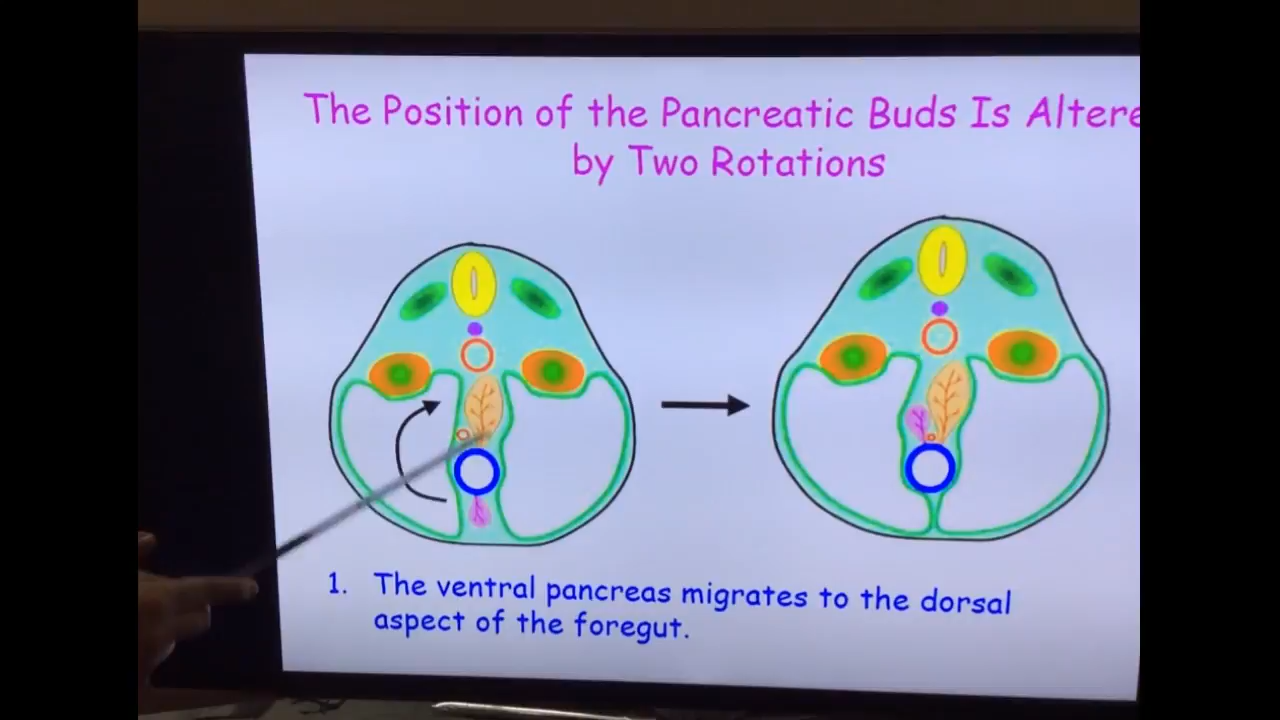 The Position of the Pancreatic Buds Is Altere
by Two Rotations
1. The ventral pancreas migrates to the dorsal
aspect of the foregut.